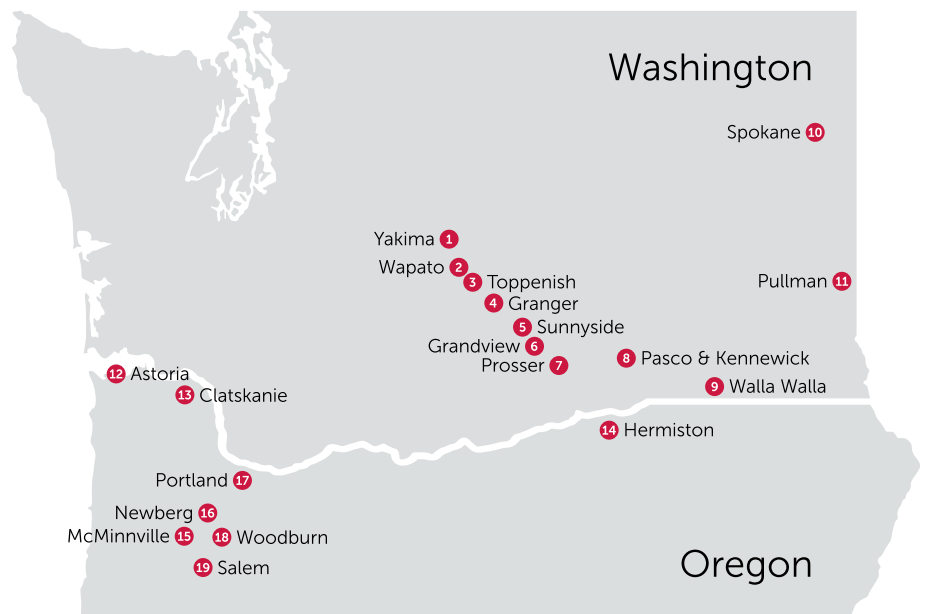 Washington
Spokane 10
Yakima 1
Wapato 2
3 Toppenish
Pullman 11
4 Granger
5 Sunnyside
Grandview 6
Prosser 7
8 Pasco & Kennewick
12 Astoria
9 Walla Walla
13 Clatskanie
14 Hermiston
Portland 17
Newberg 16
McMinnville 15
18 Woodburn
19 Salem
Oregon